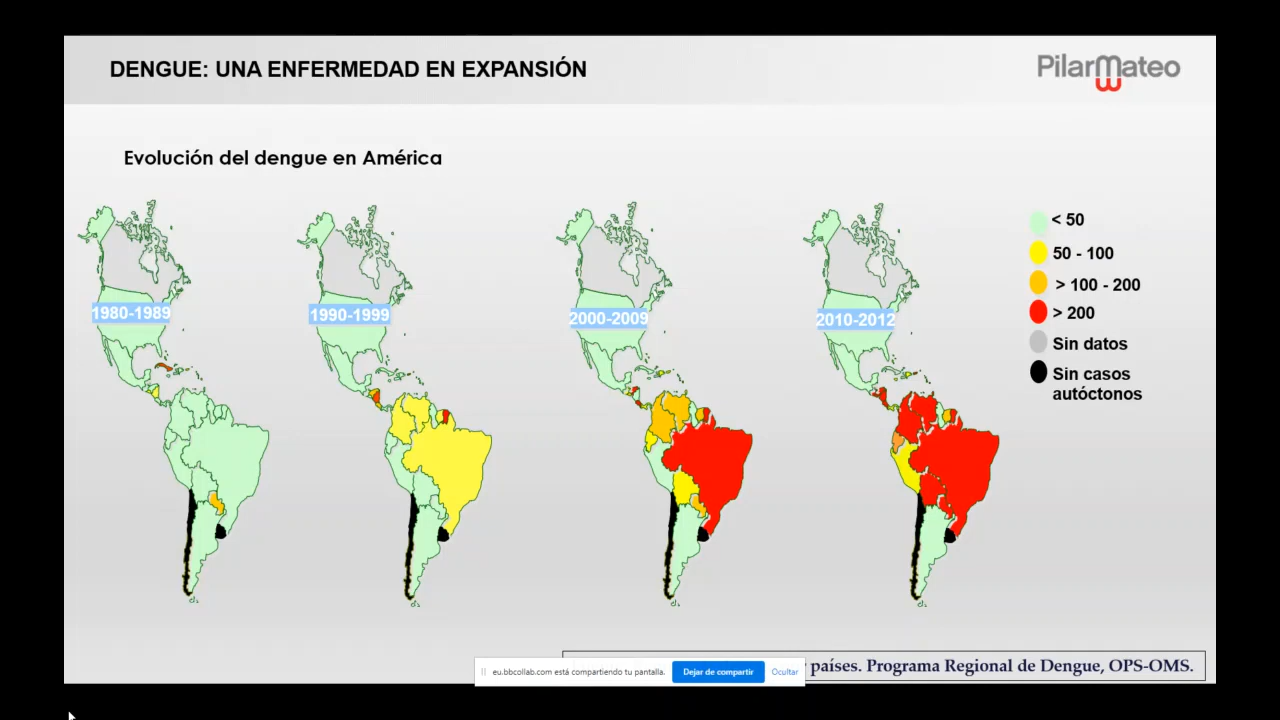 DENGUE: UNA ENFERMEDAD EN EXPANSIÓN
PilarMateo
Evolución del dengue en América
1980-1989
1990-1999
2000-2009
2010-2012
< 50
50 - 100
> 100 - 200
> 200
Sin datos
Sin casos
autóctonos
eu.bbcollab.com está compartiendo tu pantalla.
Dejar de compartir
Ocultar
países. Programa Regional de Dengue, OPS-OMS.